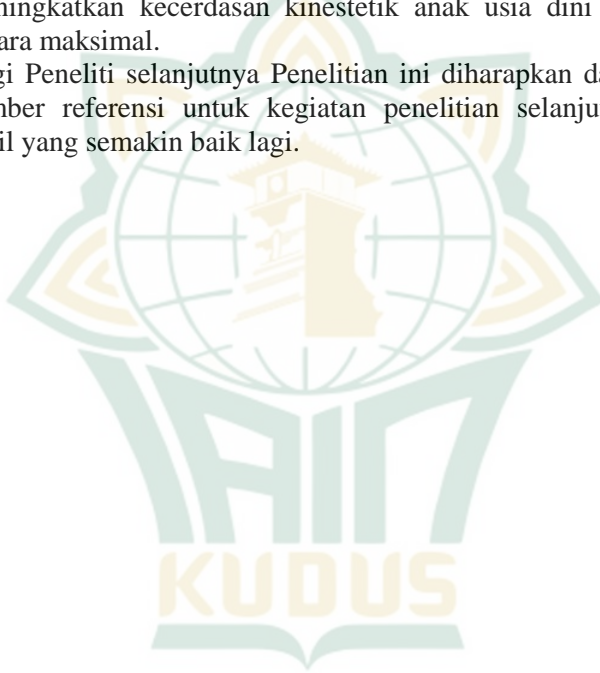 ningkatkan kecerdasan kinestetik anak usia dini
ara maksimal.
gi Peneliti selanjutnya Penelitian ini diharapkan da
nber referensi untuk kegiatan penelitian selanju
il yang semakin baik lagi.
IAIN
KUDUS